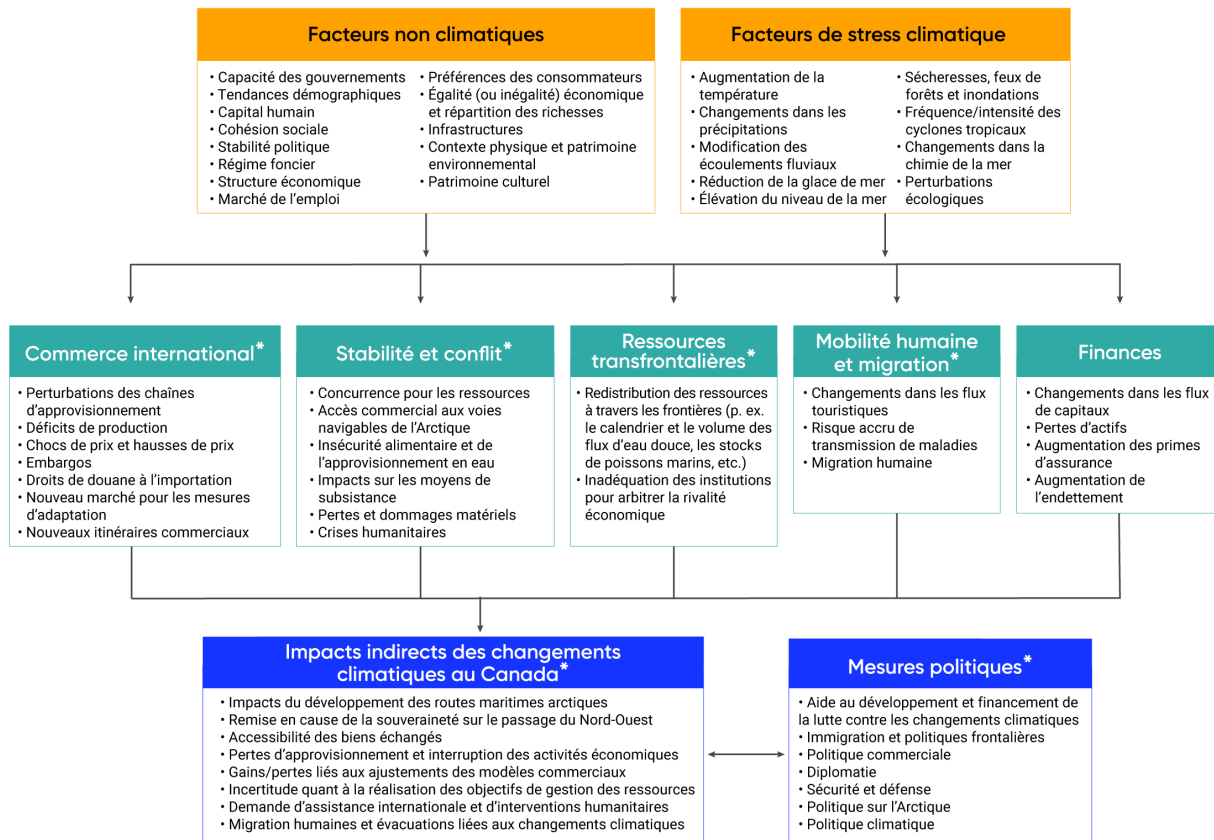 Facteurs non climatiques
• Capacité des gouvernements
• Tendances démographiques
• Capital humain
• Cohésion sociale
• Stabilité politique
• Régime foncier
• Structure économique
• Marché de l’emploi
• Préférences des consommateurs
• Égalité (ou inégalité) économique
et répartition des richesses
• Infrastructures
• Contexte physique et patrimoine
environnemental
• Patrimoine culturel
Facteurs de stress climatique
• Augmentation de la
température
• Changements dans les
précipitations
• Modification des
écoulements fluviaux
• Réduction de la glace de mer
• Élévation du niveau de la mer
• Sécheresses, feux de
forêts et inondations
• Fréquence/intensité des
cyclones tropicaux
• Changements dans la
chimie de la mer
• Perturbations
écologiques
Commerce international*
• Perturbations des chaînes
d’approvisionnement
• Déficits de production
• Chocs de prix et hausses de prix
• Embargos
• Droits de douane à l’importation
• Nouveau marché pour les mesures
d’adaptation
• Nouveaux itinéraires commerciaux
Stabilité et conflit*
• Concurrence pour les ressources
• Accès commercial aux voies
navigables de l’Arctique
• Insécurité alimentaire et de
l’approvisionnement en eau
• Impacts sur les moyens de
subsistance
• Pertes et dommages matériels
• Crises humanitaires
Ressources
transfrontalières*
• Redistribution des ressources
à travers les frontières (p. ex.
le calendrier et le volume des
flux d’eau douce, les stocks
de poissons marins, etc.)
• Inadéquation des institutions
pour arbitrer la rivalité
économique
Mobilité humaine
et migration*
• Changements dans les flux
touristiques
• Risque accru de
transmission de maladies
• Migration humaine
Finances
• Changements dans les flux
de capitaux
• Pertes d’actifs
• Augmentation des primes
d’assurance
• Augmentation de
l’endettement
Impacts indirects des changements
climatiques au Canada*
• Impacts du développement des routes maritimes arctiques
• Remise en cause de la souveraineté sur le passage du Nord-Ouest
• Accessibilité des biens échangés
• Pertes d’approvisionnement et interruption des activités économiques
• Gains/pertes liés aux ajustements des modèles commerciaux
• Incertitude quant à la réalisation des objectifs de gestion des ressources
• Demande d’assistance internationale et d’interventions humanitaires
• Migration humaines et évacuations liées aux changements climatiques
Mesures politiques*
• Aide au développement et financement de
la lutte contre les changements climatiques
• Immigration et politiques frontalières
• Politique commerciale
• Diplomatie
• Sécurité et défense
• Politique sur l’Arctique
• Politique climatique